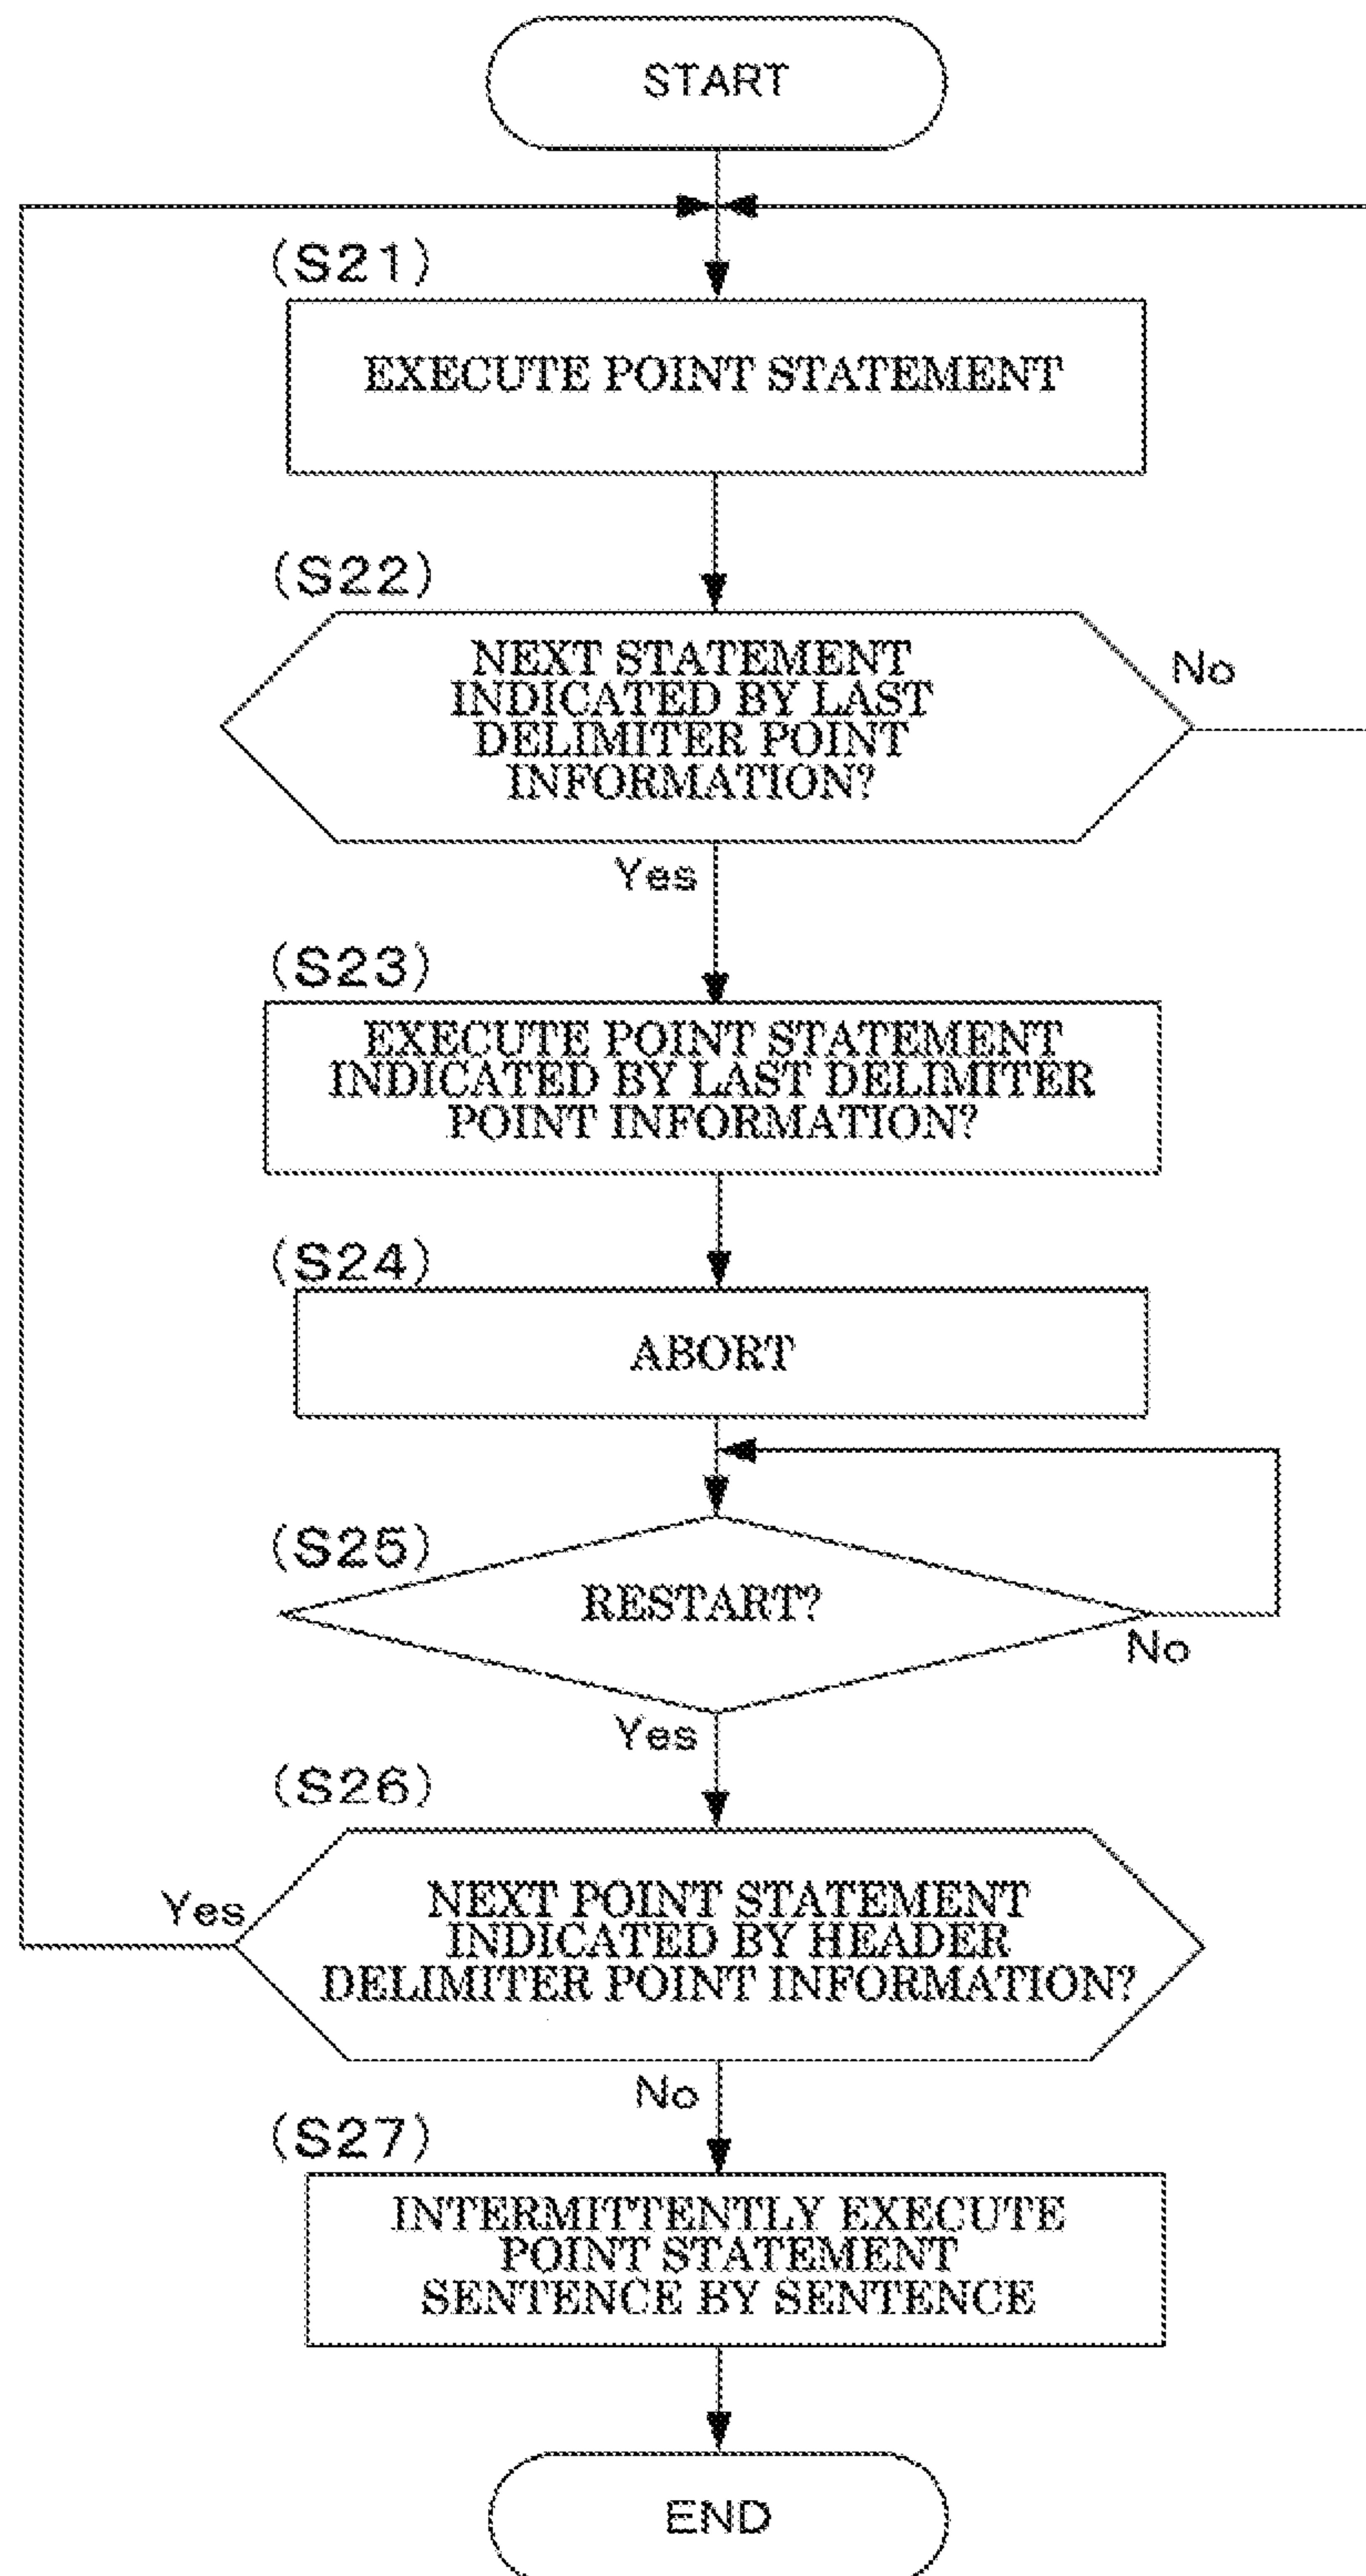 START
(S21)
EXECUTE POINT STATEMENT
(S22)
NEXT STATEMENT
INDICATED BY LAST
DELIMITER POINT
INFORMATION?
No
Yes
(S23)
EXECUTE POINT STATEMENT
INDICATED BY LAST DELIMITER
POINT INFORMATION?
(S24)
ABORT
(S25)
RESTART?
No
Yes
(S26)
Yes
NEXT POINT STATEMENT
INDICATED BY HEADER
DELIMITER POINT INFORMATION?
No
(S27)
INTERMITTENTLY EXECUTE
POINT STATEMENT
SENTENCE BY SENTENCE
END